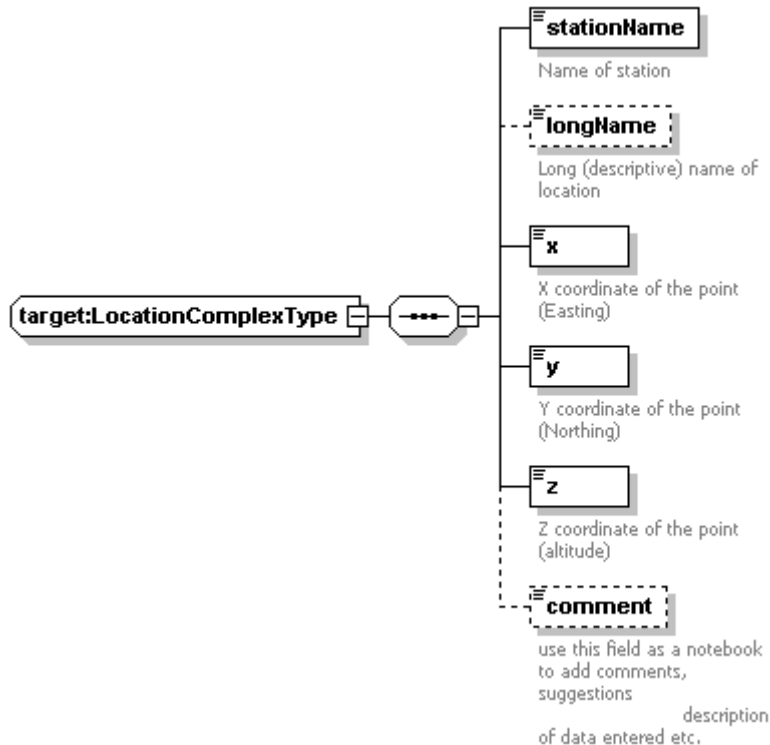 stationName
Name of station
longName
Long (descriptive) name of
location
x
X coordinate of the point
(Easting)
target:LocationComplexType
y
Y coordinate of the point
(Northing)
z
Z coordinate of the point
(altitude)
comment
use this field as a notebook
to add comments,
suggestions
description
of data entered etc.